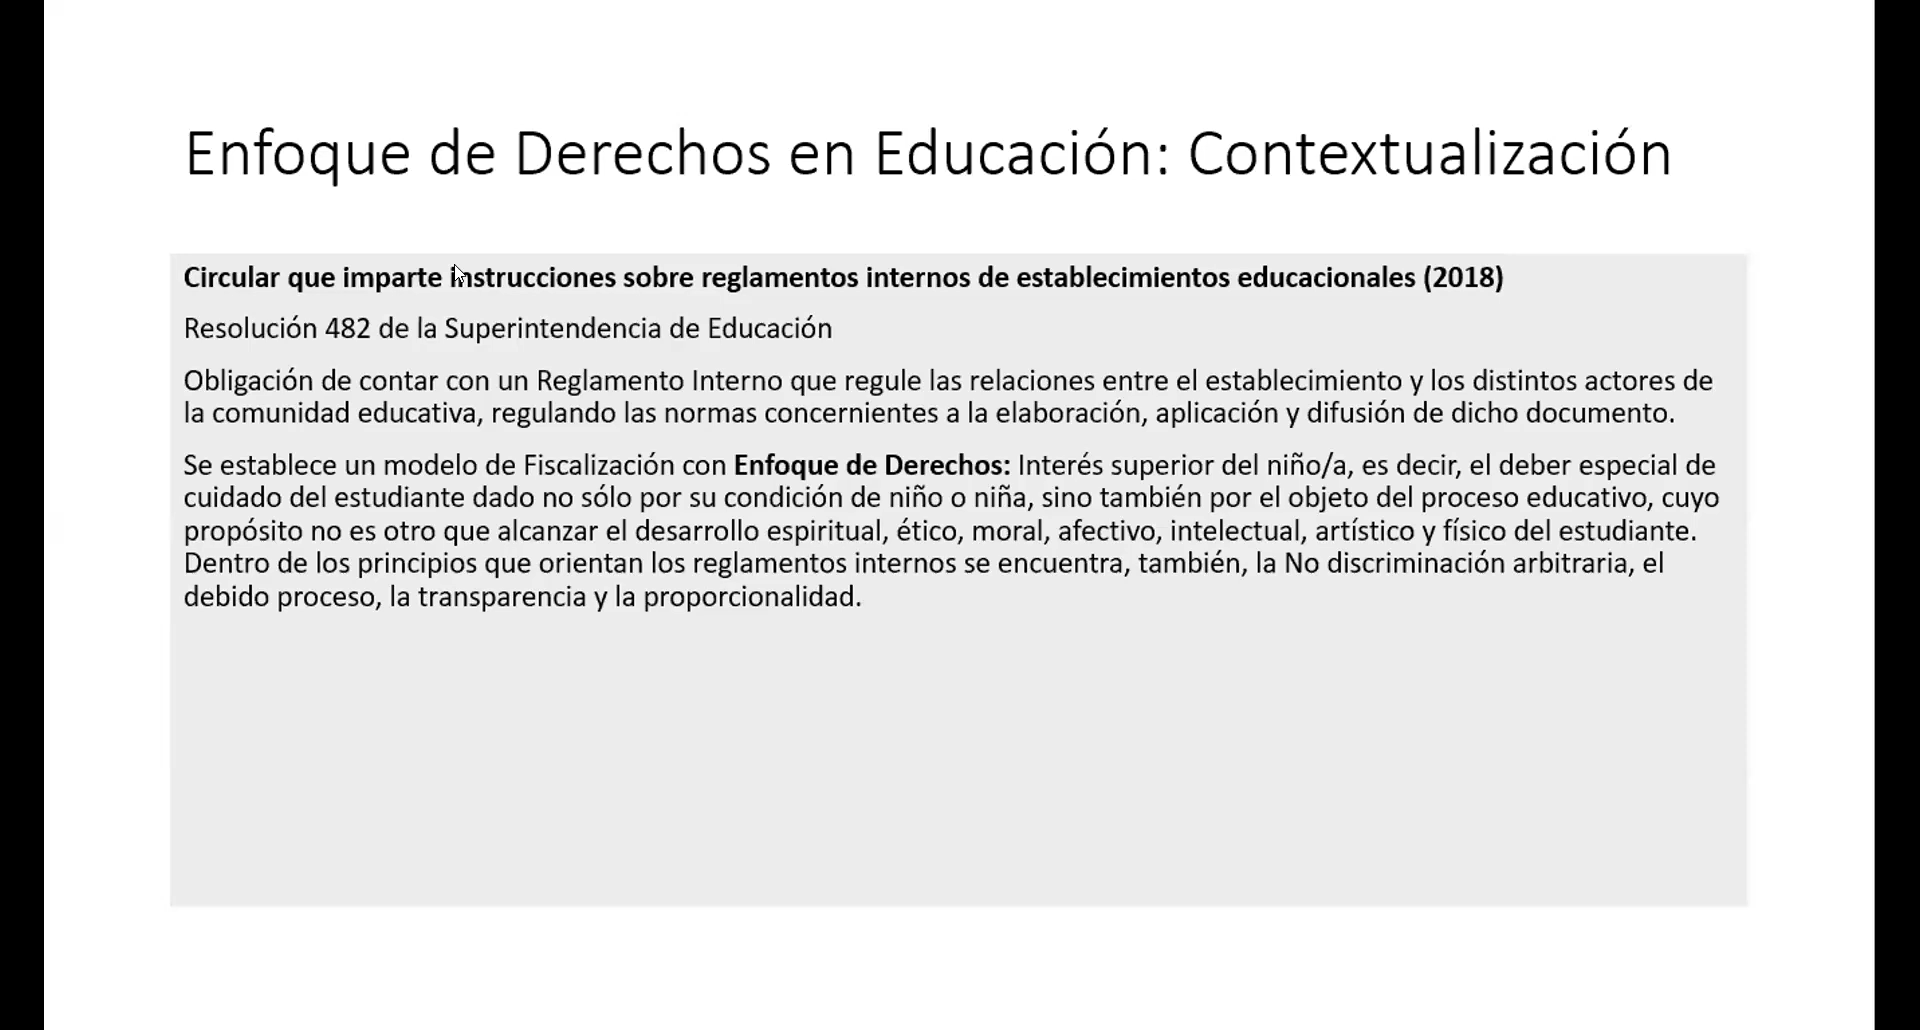 Enfoque de Derechos en Educación: Contextualización
Circular que imparte instrucciones sobre reglamentos internos de establecimientos educacionales (2018)
Resolución 482 de la Superintendencia de Educación
Obligación de contar con un Reglamento Interno que regule las relaciones entre el establecimiento y los distintos actores de
la comunidad educativa, regulando las normas concernientes a la elaboración, aplicación y difusión de dicho documento.
Se establece un modelo de Fiscalización con Enfoque de Derechos: Interés superior del niño/a, es decir, el deber especial de
cuidado del estudiante dado no sólo por su condición de niño o niña, sino también por el objeto del proceso educativo, cuyo
propósito no es otro que alcanzar el desarrollo espiritual, ético, moral, afectivo, intelectual, artístico y físico del estudiante.
Dentro de los principios que orientan los reglamentos internos se encuentra, también, la No discriminación arbitraria, el
debido proceso, la transparencia y la proporcionalidad.